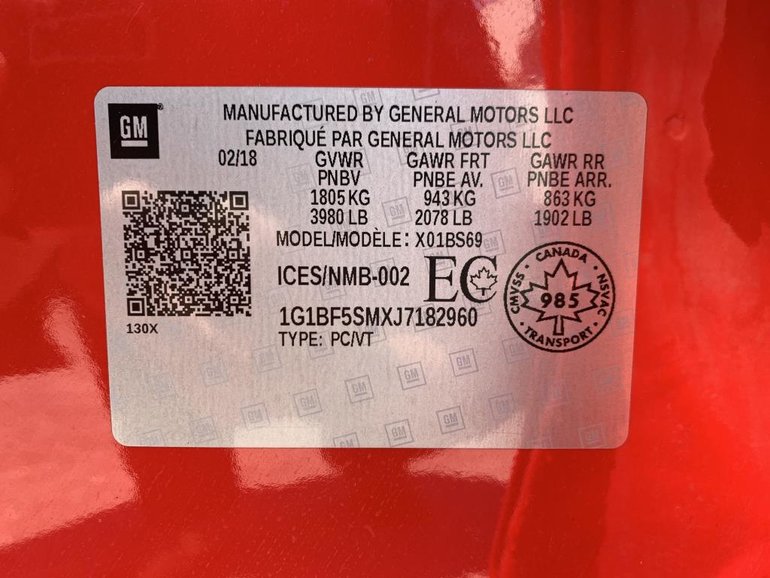 GM
MANUFACTURED BY GENERAL MOTORS LLC
FABRIQUÉ PAR GENERAL MOTORS LLC
02/18 GVWR GAWR FRT GAWR RR
PNBV PNBE AV. PNBE ARR.
1805 KG 943 KG 863 KG
3980 LB 2078 LB 1902 LB
MODEL/MODÈLE: X01BS69
ICES/NMB-002 EC
CANADA
CMVSS 985 NSVAC
TRANSPORT
1G1BF5SMXJ7182960
130X
TYPE: PC/VT